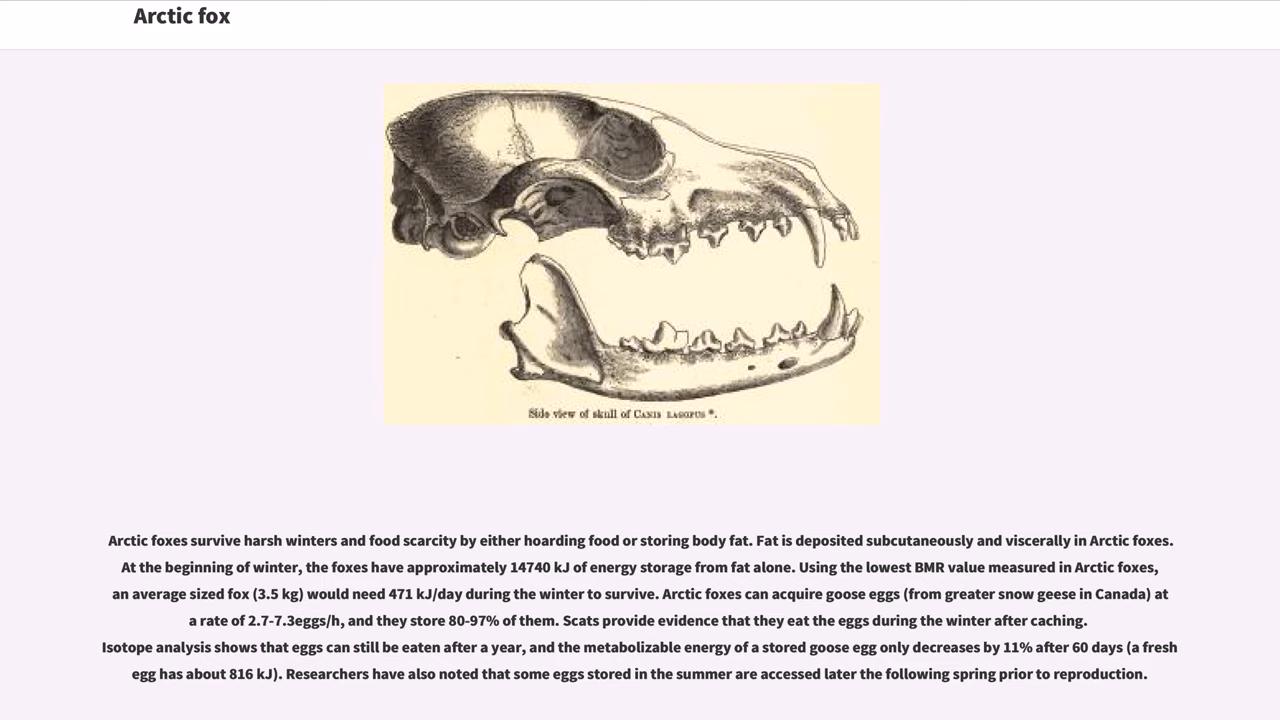 Arctic fox
Side view of skull of CANIS LAGOPUS *.
Arctic foxes survive harsh winters and food scarcity by either hoarding food or storing body fat. Fat is deposited subcutaneously and viscerally in Arctic foxes.
At the beginning of winter, the foxes have approximately 14740 kJ of energy storage from fat alone. Using the lowest BMR value measured in Arctic foxes,
an average sized fox (3.5 kg) would need 471 kJ/day during the winter to survive. Arctic foxes can acquire goose eggs (from greater snow geese in Canada) at
a rate of 2.7-7.3eggs/h, and they store 80-97% of them. Scats provide evidence that they eat the eggs during the winter after caching.
Isotope analysis shows that eggs can still be eaten after a year, and the metabolizable energy of a stored goose egg only decreases by 11% after 60 days (a fresh
egg has about 816 kJ). Researchers have also noted that some eggs stored in the summer are accessed later the following spring prior to reproduction.